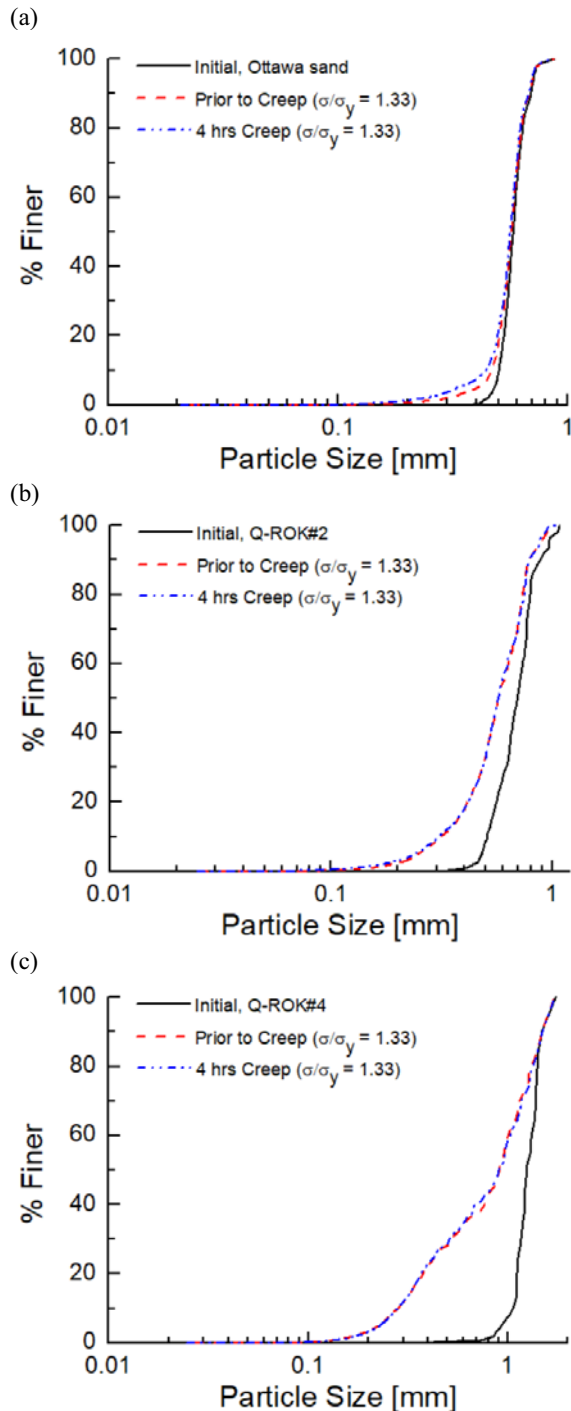 (a)
Initial, Ottawa sand
Prior to Creep (σ/σy = 1.33)
4 hrs Creep (σ/σy = 1.33)
100
80
60
40
20
0
% Finer
0.01
0.1
1
Particle Size [mm]
(b)
Initial, Q-ROK#2
Prior to Creep (σ/σy = 1.33)
4 hrs Creep (σ/σy = 1.33)
100
80
60
40
20
0
% Finer
0.01
0.1
1
Particle Size [mm]
(c)
Initial, Q-ROK#4
Prior to Creep (σ/σy = 1.33)
4 hrs Creep (σ/σy = 1.33)
100
80
60
40
20
0
% Finer
0.01
0.1
1
Particle Size [mm]